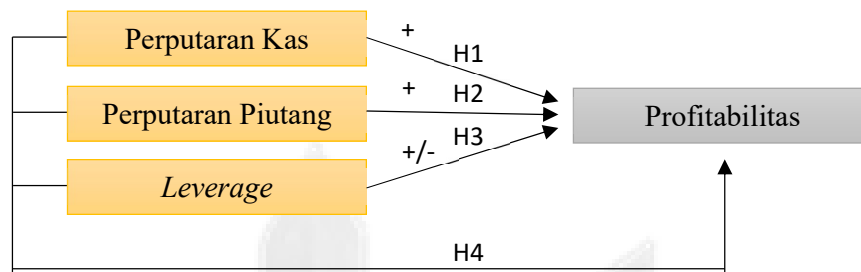 Perputaran Kas
+
H1
Perputaran Piutang
+
H2
Profitabilitas
Leverage
+/-
H3
H4